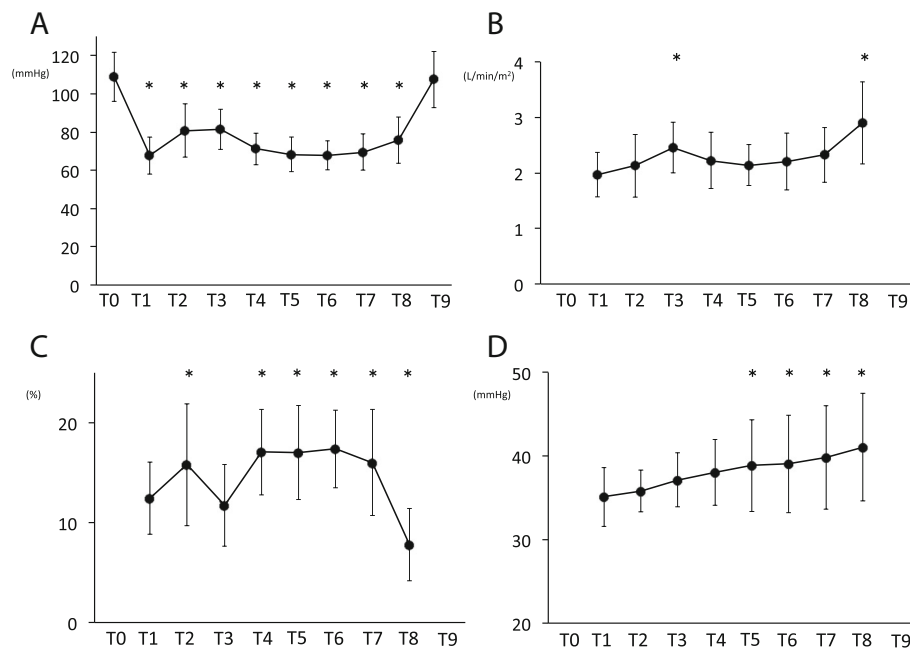 A
(mmHg)
120
100
80
60
40
20
0
* * * * * * * *
T0 T1 T2 T3 T4 T5 T6 T7 T8 T9
B
(L/min/m²)
4
3
2
1
0
* *
T0 T1 T2 T3 T4 T5 T6 T7 T8 T9
C
(%)
20
10
0
* * * * * *
T0 T1 T2 T3 T4 T5 T6 T7 T8 T9
D
(mmHg)
50
40
30
20
* * * *
T0 T1 T2 T3 T4 T5 T6 T7 T8 T9